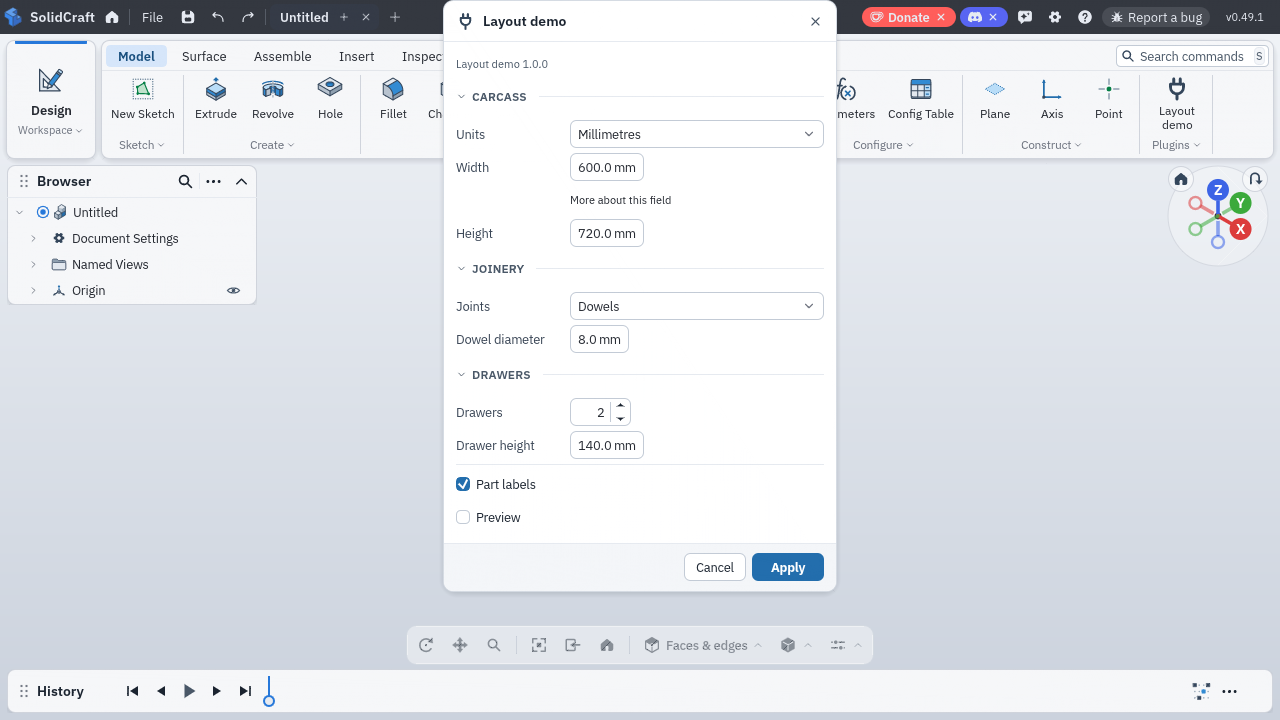 SolidCraft
File
Untitled
Layout demo
Donate
Report a bug
v0.49.1
Design
Workspace
Model
Surface
Assemble
Insert
Search commands
S
New Sketch
Extrude
Revolve
Hole
Fillet
Config Table
Plane
Axis
Point
Layout
demo
Sketch
Create
Configure
Construct
Plugins
Browser
Untitled
Document Settings
Named Views
Origin
Z
Y
X
Layout demo 1.0.0
CARCASS
Units
Millimetres
Width
600.0 mm
More about this field
Height
720.0 mm
JOINERY
Joints
Dowels
Dowel diameter
8.0 mm
DRAWERS
Drawers
2
Drawer height
140.0 mm
Part labels
Preview
Cancel
Apply
Faces & edges
History